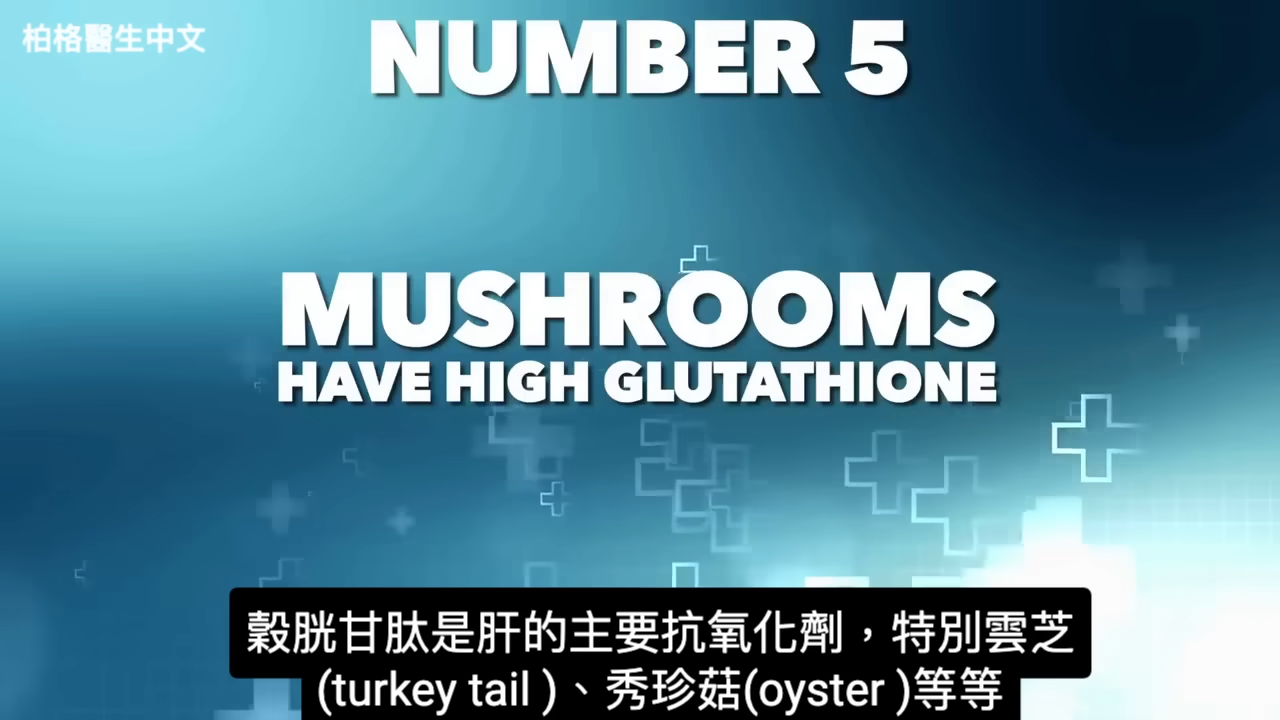 柏格醫生中文
NUMBER 5
MUSHROOMS
HAVE HIGH GLUTATHIONE
穀胱甘肽是肝的主要抗氧化劑，特別雲芝
(turkey tail )、秀珍菇(oyster )等等